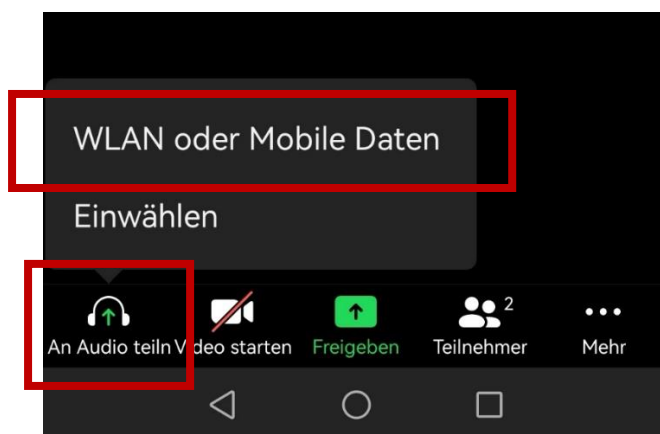 WLAN oder Mobile Daten
Einwählen
2
An Audio teiln Video starten Freigeben Teilnehmer Mehr